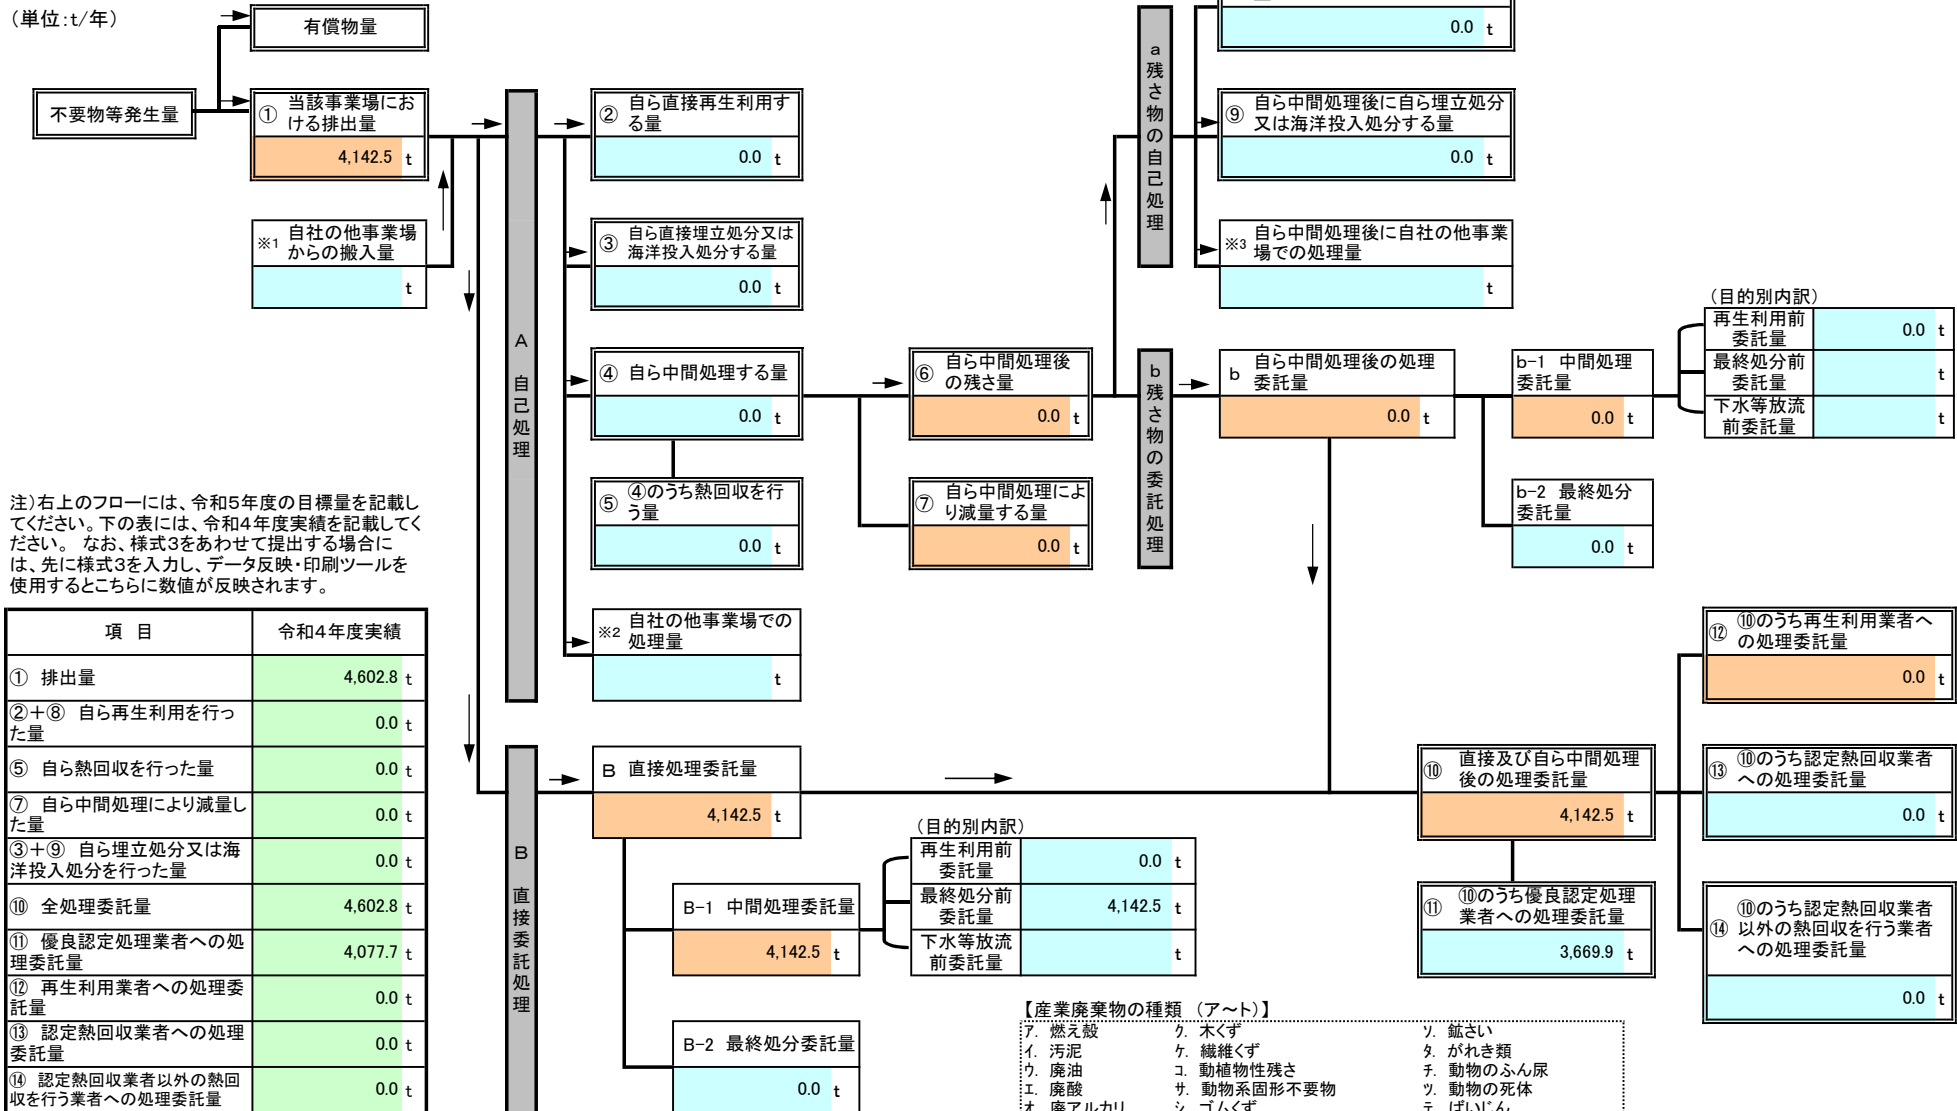 （単位：t/年）
有償物量
不要物等発生量
①
当該事業場にお
ける排出量
4,142.5 t
※1
自社の他事業場
からの搬入量
t
A 自己処理
②
自ら直接再生利用す
る量
0.0 t
③
自ら直接埋立処分又は
海洋投入処分する量
0.0 t
④ 自ら中間処理する量
0.0 t
⑤
④のうち熱回収を行
う量
0.0 t
※2
自社の他事業場での
処理量
t
⑥
自ら中間処理後
の残さ量
0.0 t
⑦
自ら中間処理によ
り減量する量
0.0 t
a 残さ物の自己処理
0.0 t
⑨
自ら中間処理後に自ら埋立処分
又は海洋投入処分する量
0.0 t
※3
自ら中間処理後に自社の他事業
場での処理量
t
b 残さ物の委託処理
b
自ら中間処理後の処理
委託量
0.0 t
b-1 中間処理
委託量
0.0 t
（目的別内訳）
再生利用前
委託量
0.0 t
最終処分前
委託量
t
下水等放流
前委託量
t
b-2 最終処分
委託量
0.0 t
注）右上のフローには、令和5年度の目標量を記載し
てください。下の表には、令和4年度実績を記載してく
ださい。 なお、様式3をあわせて提出する場合に
は、先に様式3を入力し、データ反映・印刷ツールを
使用するとこちらに数値が反映されます。
項 目 令和4年度実績
① 排出量 4,602.8 t
②＋⑧ 自ら再生利用を行っ
た量
0.0 t
⑤ 自ら熱回収を行った量 0.0 t
⑦ 自ら中間処理により減量し
た量
0.0 t
③＋⑨ 自ら埋立処分又は海
洋投入処分を行った量
0.0 t
⑩ 全処理委託量 4,602.8 t
⑪ 優良認定処理業者への処
理委託量
4,077.7 t
⑫ 再生利用業者への処理委
託量
0.0 t
⑬ 認定熱回収業者への処理
委託量
0.0 t
⑭ 認定熱回収業者以外の熱回
収を行う業者への処理委託量
0.0 t
B 直接委託処理
B 直接処理委託量
4,142.5 t
B-1 中間処理委託量
4,142.5 t
（目的別内訳）
再生利用前
委託量
0.0 t
最終処分前
委託量
4,142.5 t
下水等放流
前委託量
t
B-2 最終処分委託量
0.0 t
⑩
直接及び自ら中間処理
後の処理委託量
4,142.5 t
⑪
⑩のうち優良認定処理
業者への処理委託量
3,669.9 t
⑫
⑩のうち再生利用業者へ
の処理委託量
0.0 t
⑬
⑩のうち認定熱回収業者
への処理委託量
0.0 t
⑭
⑩のうち認定熱回収業者
以外の熱回収を行う業者
への処理委託量
0.0 t
【産業廃棄物の種類 （ア～ト）】
ア. 燃え殻 ク. 木くず ソ. 鉱さい
イ. 汚泥 ケ. 繊維くず タ. がれき類
ウ. 廃油 コ. 動植物性残さ チ. 動物のふん尿
エ. 廃酸 サ. 動物系固形不要物 ツ. 動物の死体
オ. 廃アルカリ シ. ゴムくず テ. ばいじん